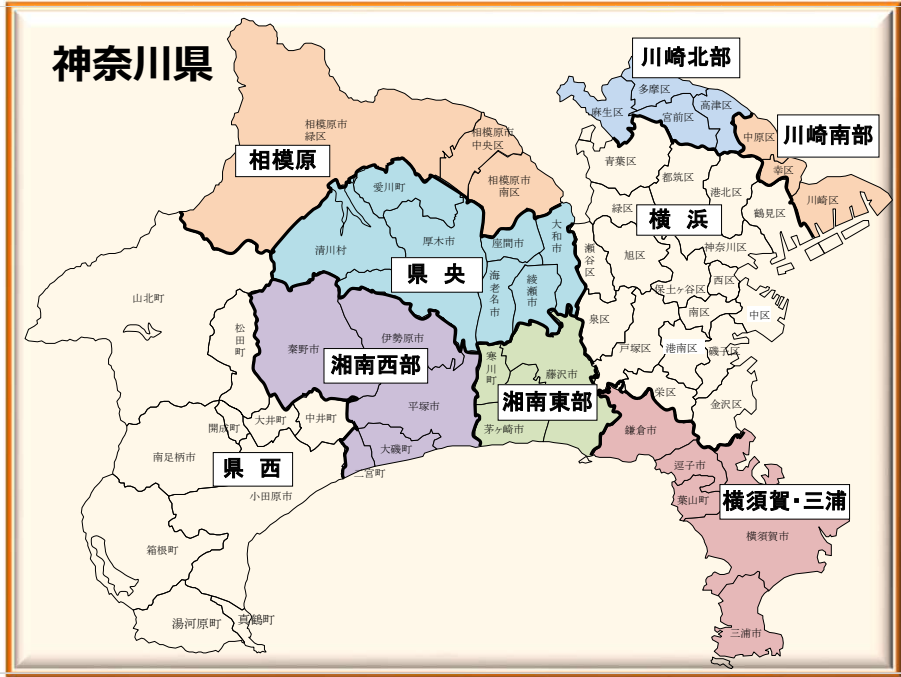 神奈川県
川崎北部
多摩区
麻生区
高津区
宮前区
中原区
川崎南部
幸区
川崎区
相模原市
緑区
相模原市
中央区
相模原
相模原市
南区
青葉区
都筑区
港北区
鶴見区
緑区
横浜
神奈川区
瀬谷区
旭区
西区
保土ヶ谷区
南区
中区
泉区
戸塚区
港南区
磯子区
栄区
金沢区
愛川町
清川村
厚木市
座間市
大和市
県央
海老名市
綾瀬市
山北町
松田町
秦野市
伊勢原市
湘南西部
平塚市
大磯町
二宮町
寒川町
藤沢市
湘南東部
茅ヶ崎市
開成町
大井町
中井町
南足柄市
県西
小田原市
箱根町
湯河原町
真鶴町
鎌倉市
逗子市
葉山町
横須賀・三浦
横須賀市
三浦市